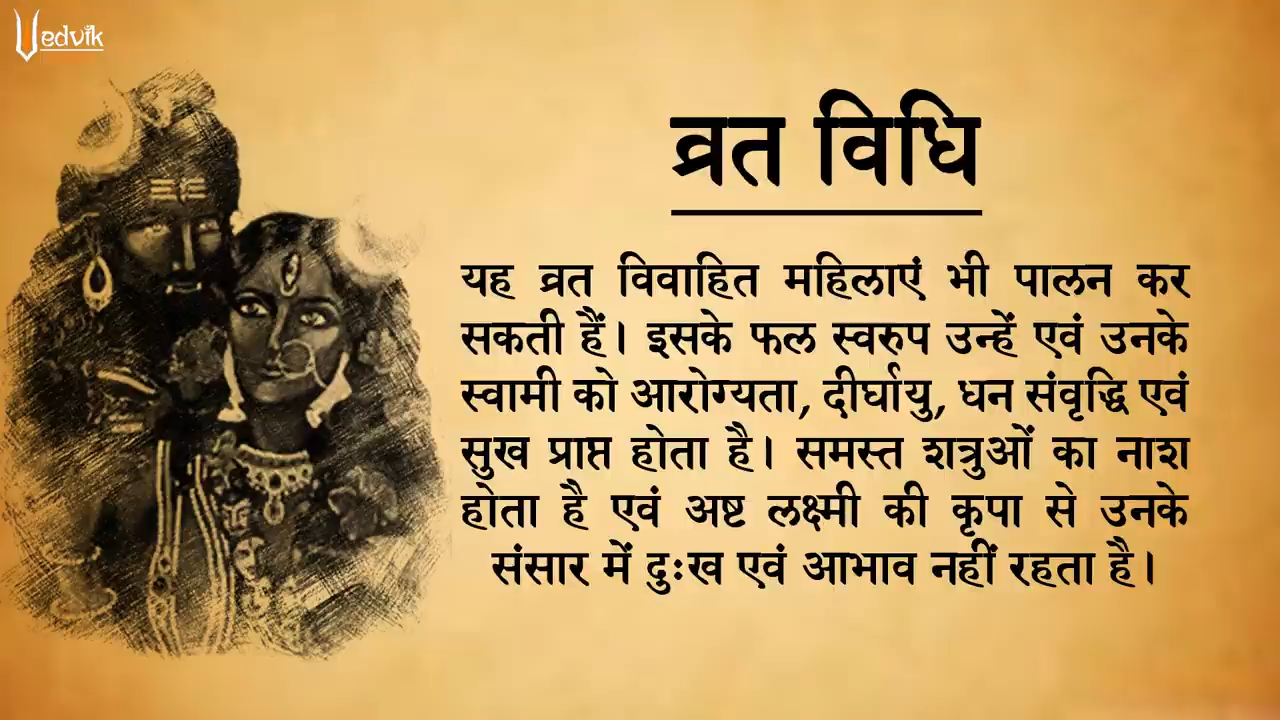 Vedvik
व्रत विधि
यह व्रत विवाहित महिलाएं भी पालन कर
सकती हैं। इसके फल स्वरुप उन्हें एवं उनके
स्वामी को आरोग्यता, दीर्घायु, धन संवृद्धि एवं
सुख प्राप्त होता है। समस्त शत्रुओं का नाश
होता है एवं अष्ट लक्ष्मी की कृपा से उनके
संसार में दुःख एवं आभाव नहीं रहता है।